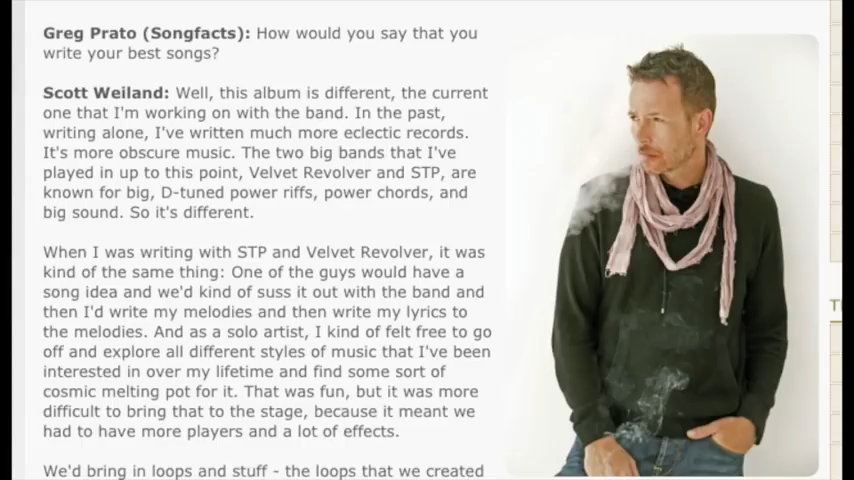 Greg Prato (Songfacts): How would you say that you
write your best songs?
Scott Weiland: Well, this album is different, the current
one that I'm working on with the band. In the past,
writing alone, I've written much more eclectic records.
It's more obscure music. The two big bands that I've
played in up to this point, Velvet Revolver and STP, are
known for big, D-tuned power riffs, power chords, and
big sound. So it's different.
When I was writing with STP and Velvet Revolver, it was
kind of the same thing: One of the guys would have a
song idea and we'd kind of suss it out with the band and
then I'd write my melodies and then write my lyrics to
the melodies. And as a solo artist, I kind of felt free to go
off and explore all different styles of music that I've been
interested in over my lifetime and find some sort of
cosmic melting pot for it. That was fun, but it was more
difficult to bring that to the stage, because it meant we
had to have more players and a lot of effects.
We'd bring in loops and stuff - the loops that we created